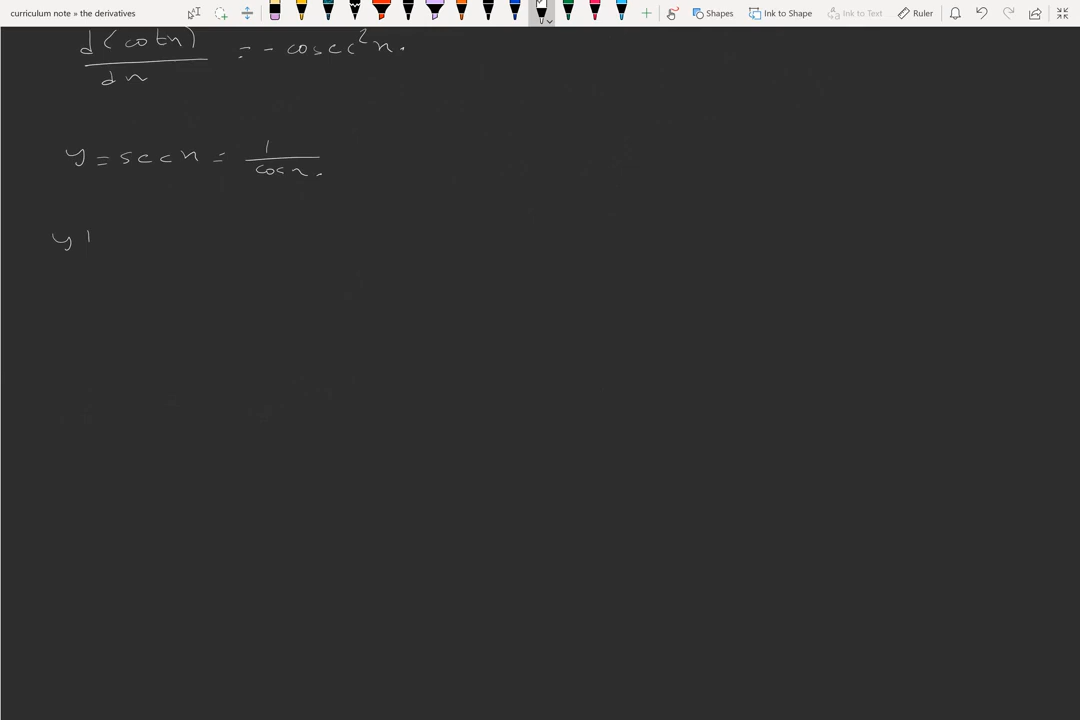 curriculum note » the derivatives
Shapes Ink to Shape Ink to Text Ruler
d(cotx)
dx
= - cosec²x.
y = secx = 1
cosx.
y'